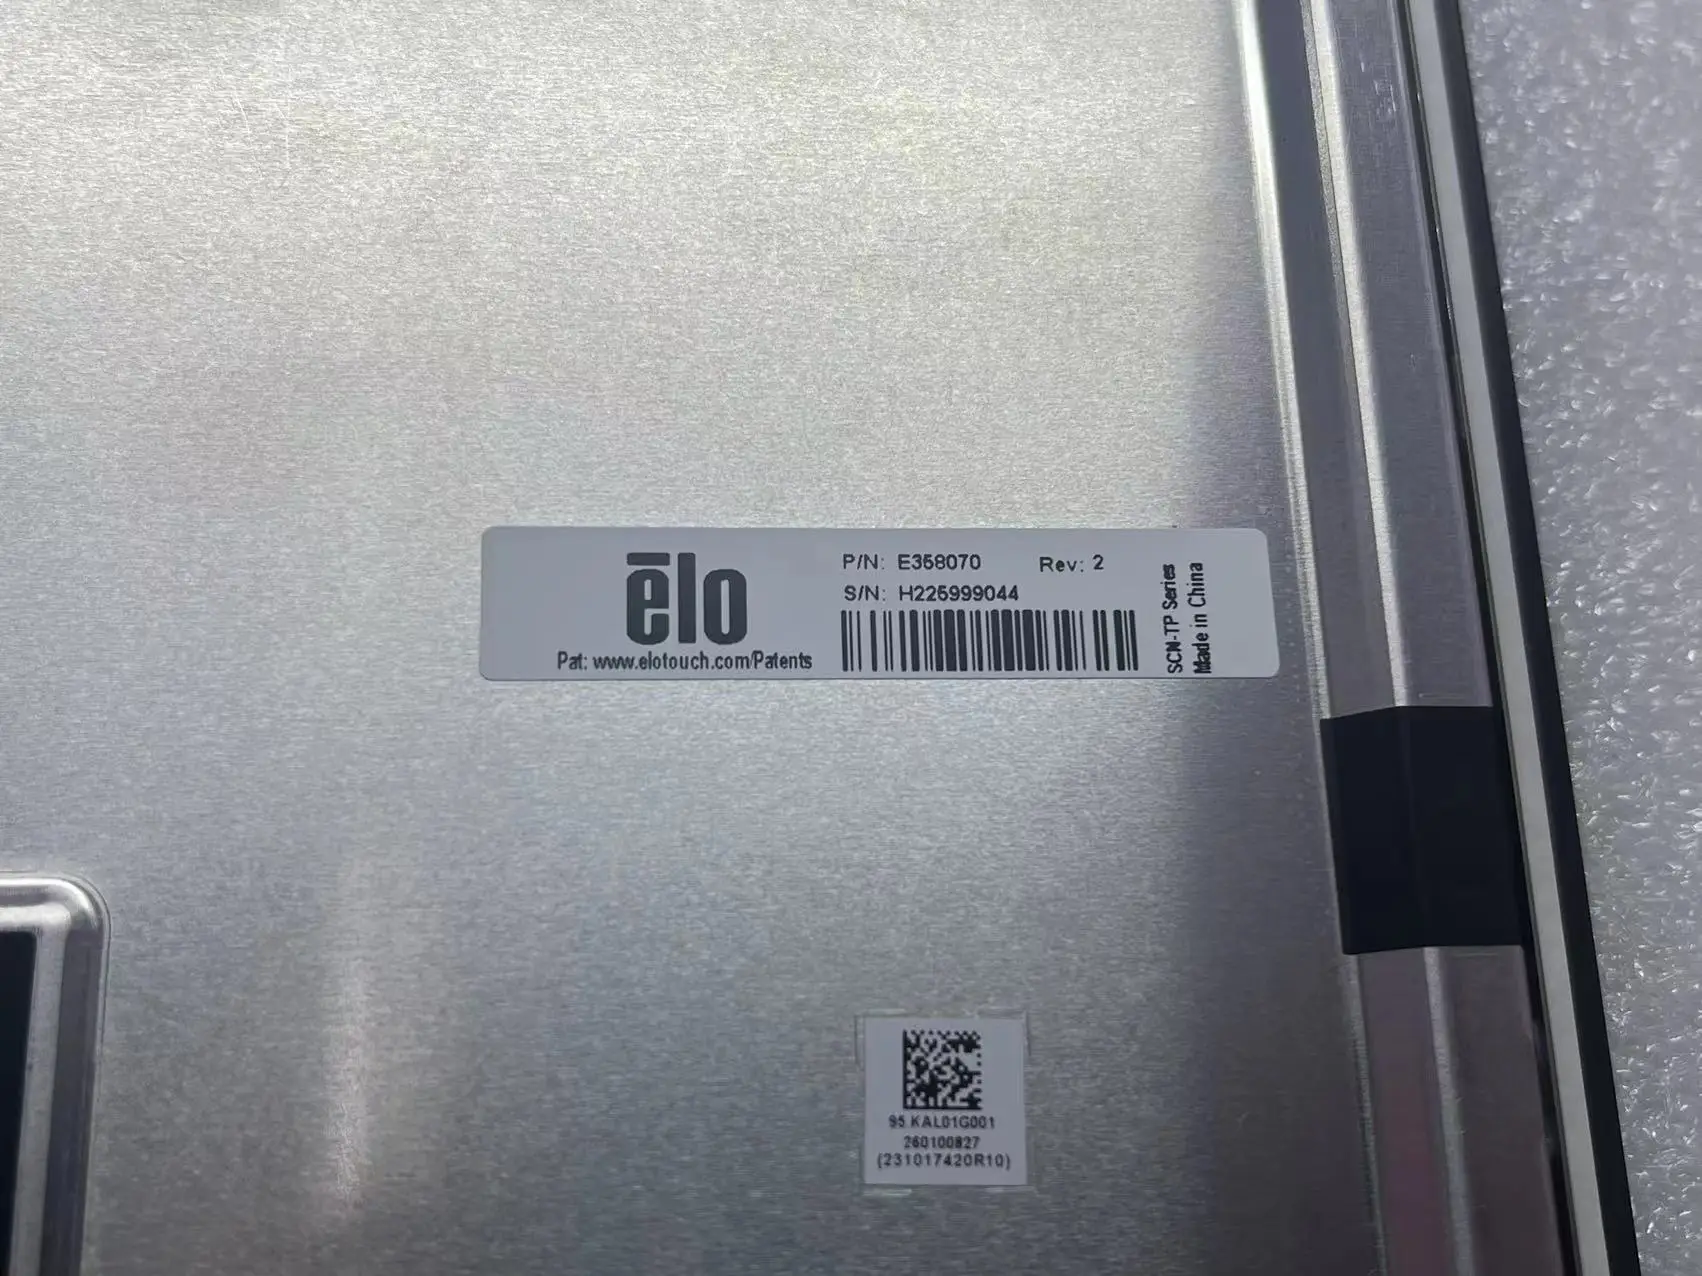 ēlo
Pat: www.elotouch.com/Patents
P/N: E358070 Rev: 2
S/N: H225999044
SCN-TP Series
Made in China
95.KAL01G001
260100827
(231017420R10)